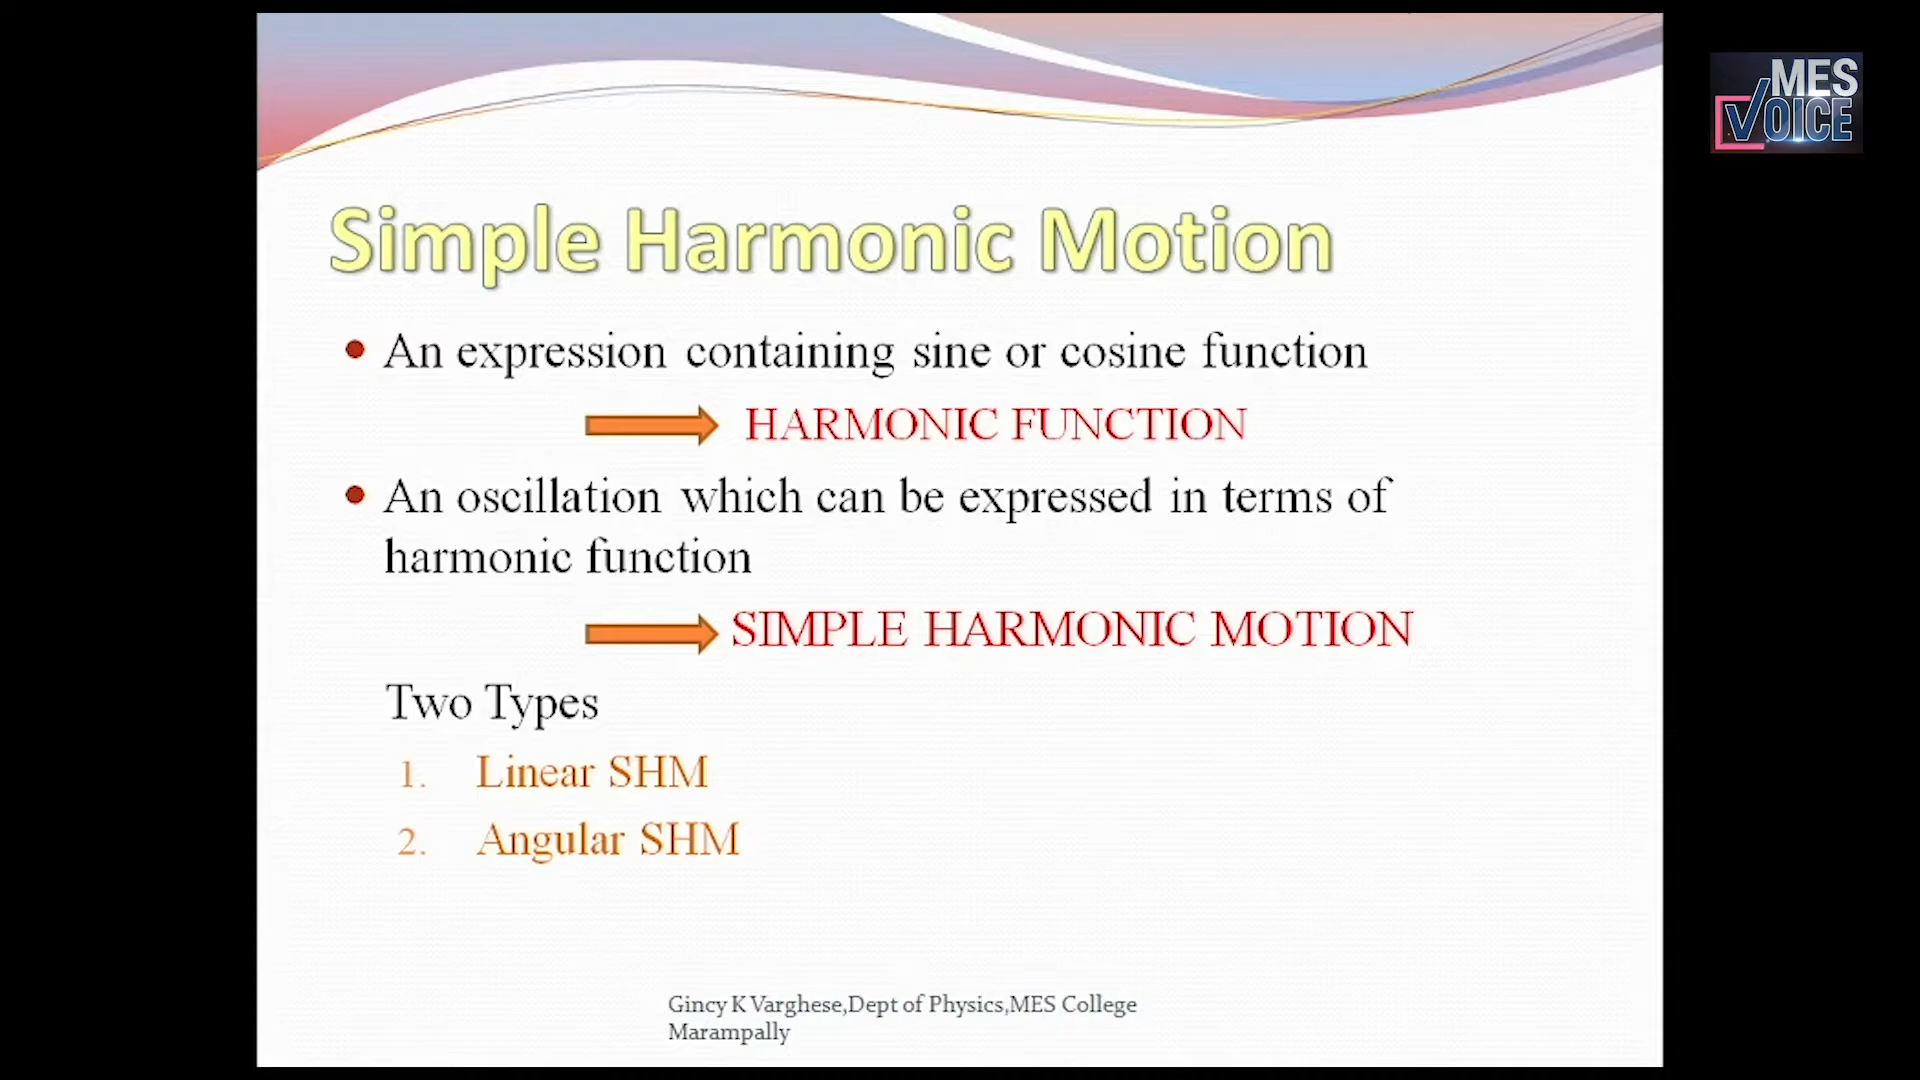 MES
VOICE
Simple Harmonic Motion
• An expression containing sine or cosine function
HARMONIC FUNCTION
• An oscillation which can be expressed in terms of
harmonic function
SIMPLE HARMONIC MOTION
Two Types
1. Linear SHM
2. Angular SHM
Gincy K Varghese,Dept of Physics,MES College
Marampally